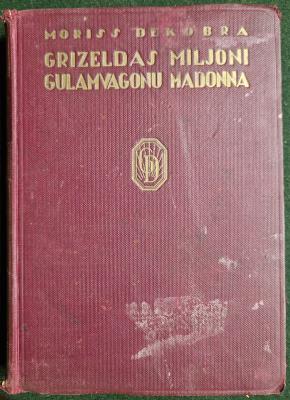 MORISS DEKOBRA
GRIZELDAS MILJONI
GULAMVAGONU MADONNA